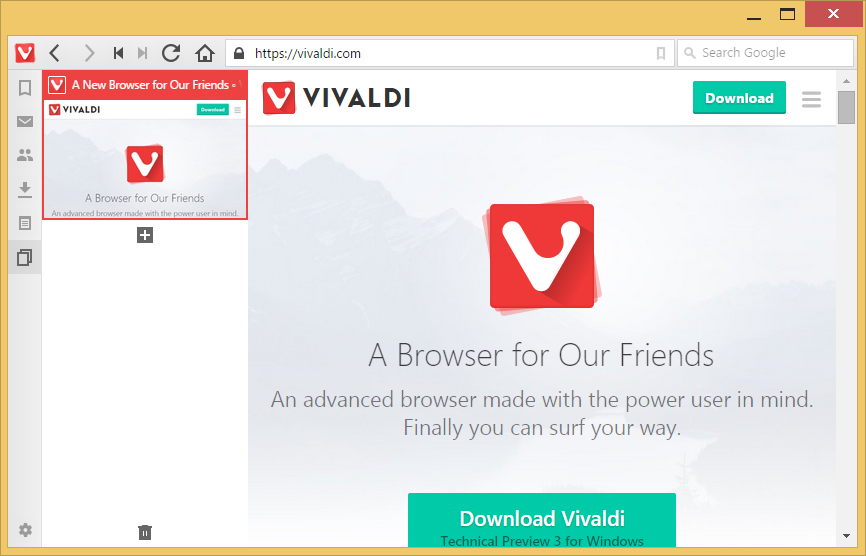 https://vivaldi.com
Search Google
A New Browser for Our Friends
VIVALDI
Download
A Browser for Our Friends
An advanced browser made with the power user in mind.
VIVALDI
Download
A Browser for Our Friends
An advanced browser made with the power user in mind.
Finally you can surf your way.
Download Vivaldi
Technical Preview 3 for Windows